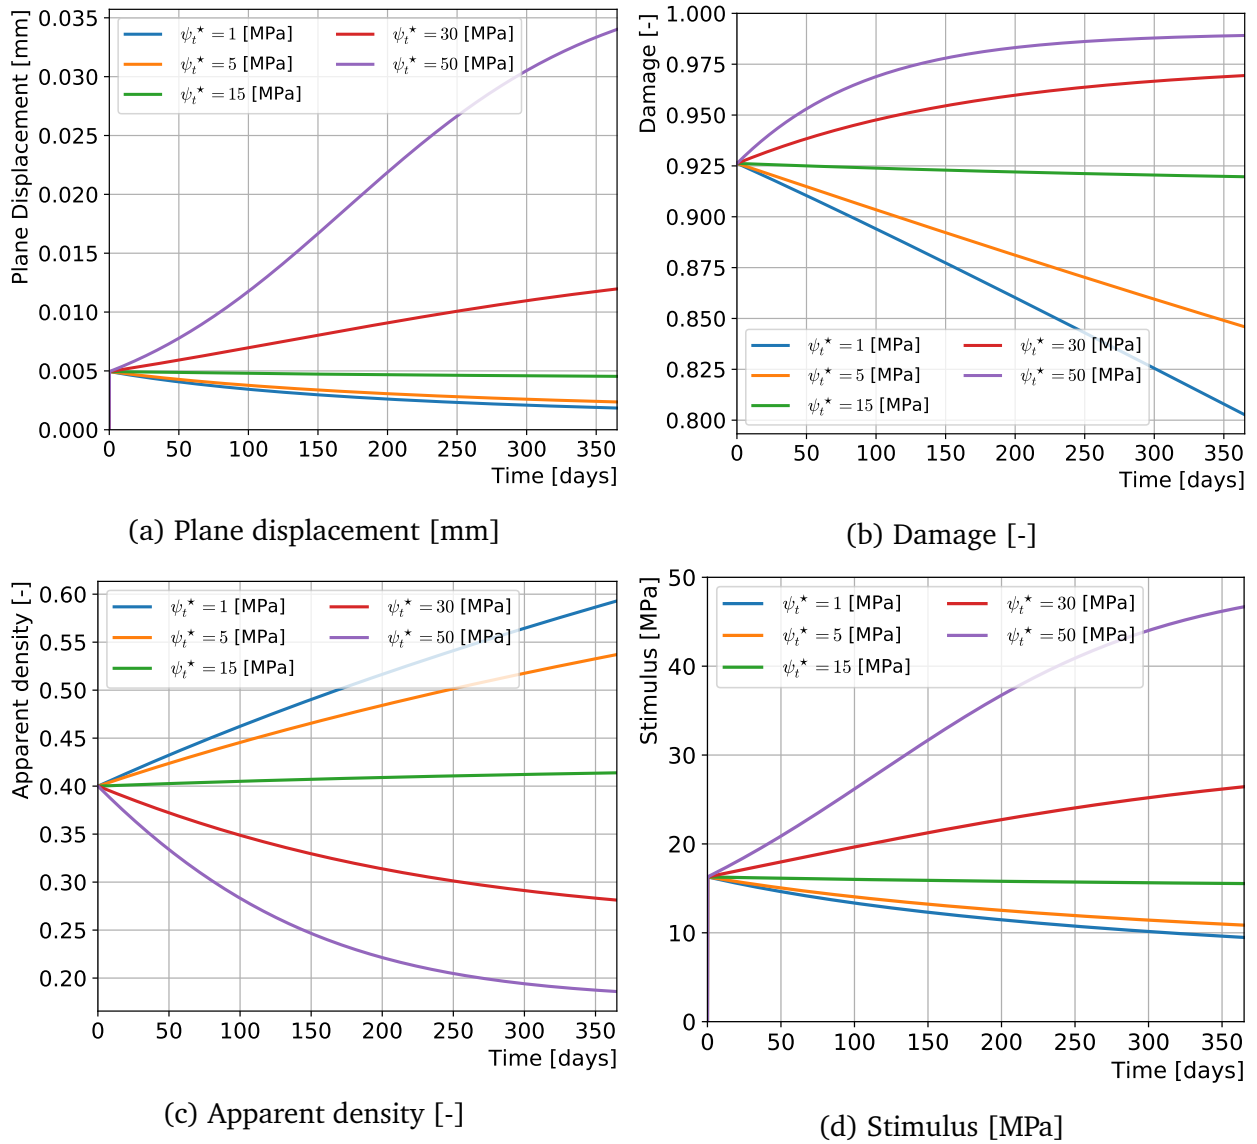 Plane Displacement [mm]
0.035
0.030
0.025
0.020
0.015
0.010
0.005
0.000
ψt⋆ = 1 [MPa]
ψt⋆ = 5 [MPa]
ψt⋆ = 15 [MPa]
ψt⋆ = 30 [MPa]
ψt⋆ = 50 [MPa]
0 50 100 150 200 250 300 350
Time [days]
(a) Plane displacement [mm]
Damage [-]
1.000
0.975
0.950
0.925
0.900
0.875
0.850
0.825
0.800
ψt⋆ = 1 [MPa]
ψt⋆ = 5 [MPa]
ψt⋆ = 15 [MPa]
ψt⋆ = 30 [MPa]
ψt⋆ = 50 [MPa]
0 50 100 150 200 250 300 350
Time [days]
(b) Damage [-]
Apparent density [-]
0.60
0.55
0.50
0.45
0.40
0.35
0.30
0.25
0.20
ψt⋆ = 1 [MPa]
ψt⋆ = 5 [MPa]
ψt⋆ = 15 [MPa]
ψt⋆ = 30 [MPa]
ψt⋆ = 50 [MPa]
0 50 100 150 200 250 300 350
Time [days]
(c) Apparent density [-]
Stimulus [MPa]
50
40
30
20
10
0
ψt⋆ = 1 [MPa]
ψt⋆ = 5 [MPa]
ψt⋆ = 15 [MPa]
ψt⋆ = 30 [MPa]
ψt⋆ = 50 [MPa]
0 50 100 150 200 250 300 350
Time [days]
(d) Stimulus [MPa]